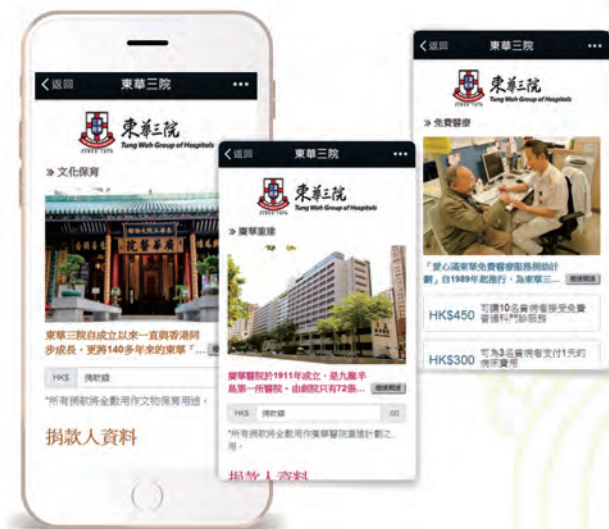 返回
東華三院
東華三院
Tung Wah Group of Hospitals
SINCE 1870
» 文化保育
廣華醫院
東華三院自成立以來一直與香港同
步成長，更將140多年來的東華「...
HK$ 捐款額
*所有捐款將全數用作文物保育用途。
捐款人資料
返回
東華三院
東華三院
Tung Wah Group of Hospitals
SINCE 1870
» 廣華重建
廣華醫院於1911年成立，是九龍半
島第一所醫院，由創院只有72張...
繼續閱讀
HK$ 捐款額 .00
*所有捐款將全數用作廣華醫院重建計劃之
用。
捐款人資料
返回
東華三院
東華三院
Tung Wah Group of Hospitals
SINCE 1870
» 免費醫療
「愛心滿東華免費醫療服務捐助計
劃」自1989年起推行，為東華三...
繼續閱讀
HK$450 可讓10名貧病者接受免費
普通科門診服務
HK$300 可為3名貧病者支付1天的
病床費用